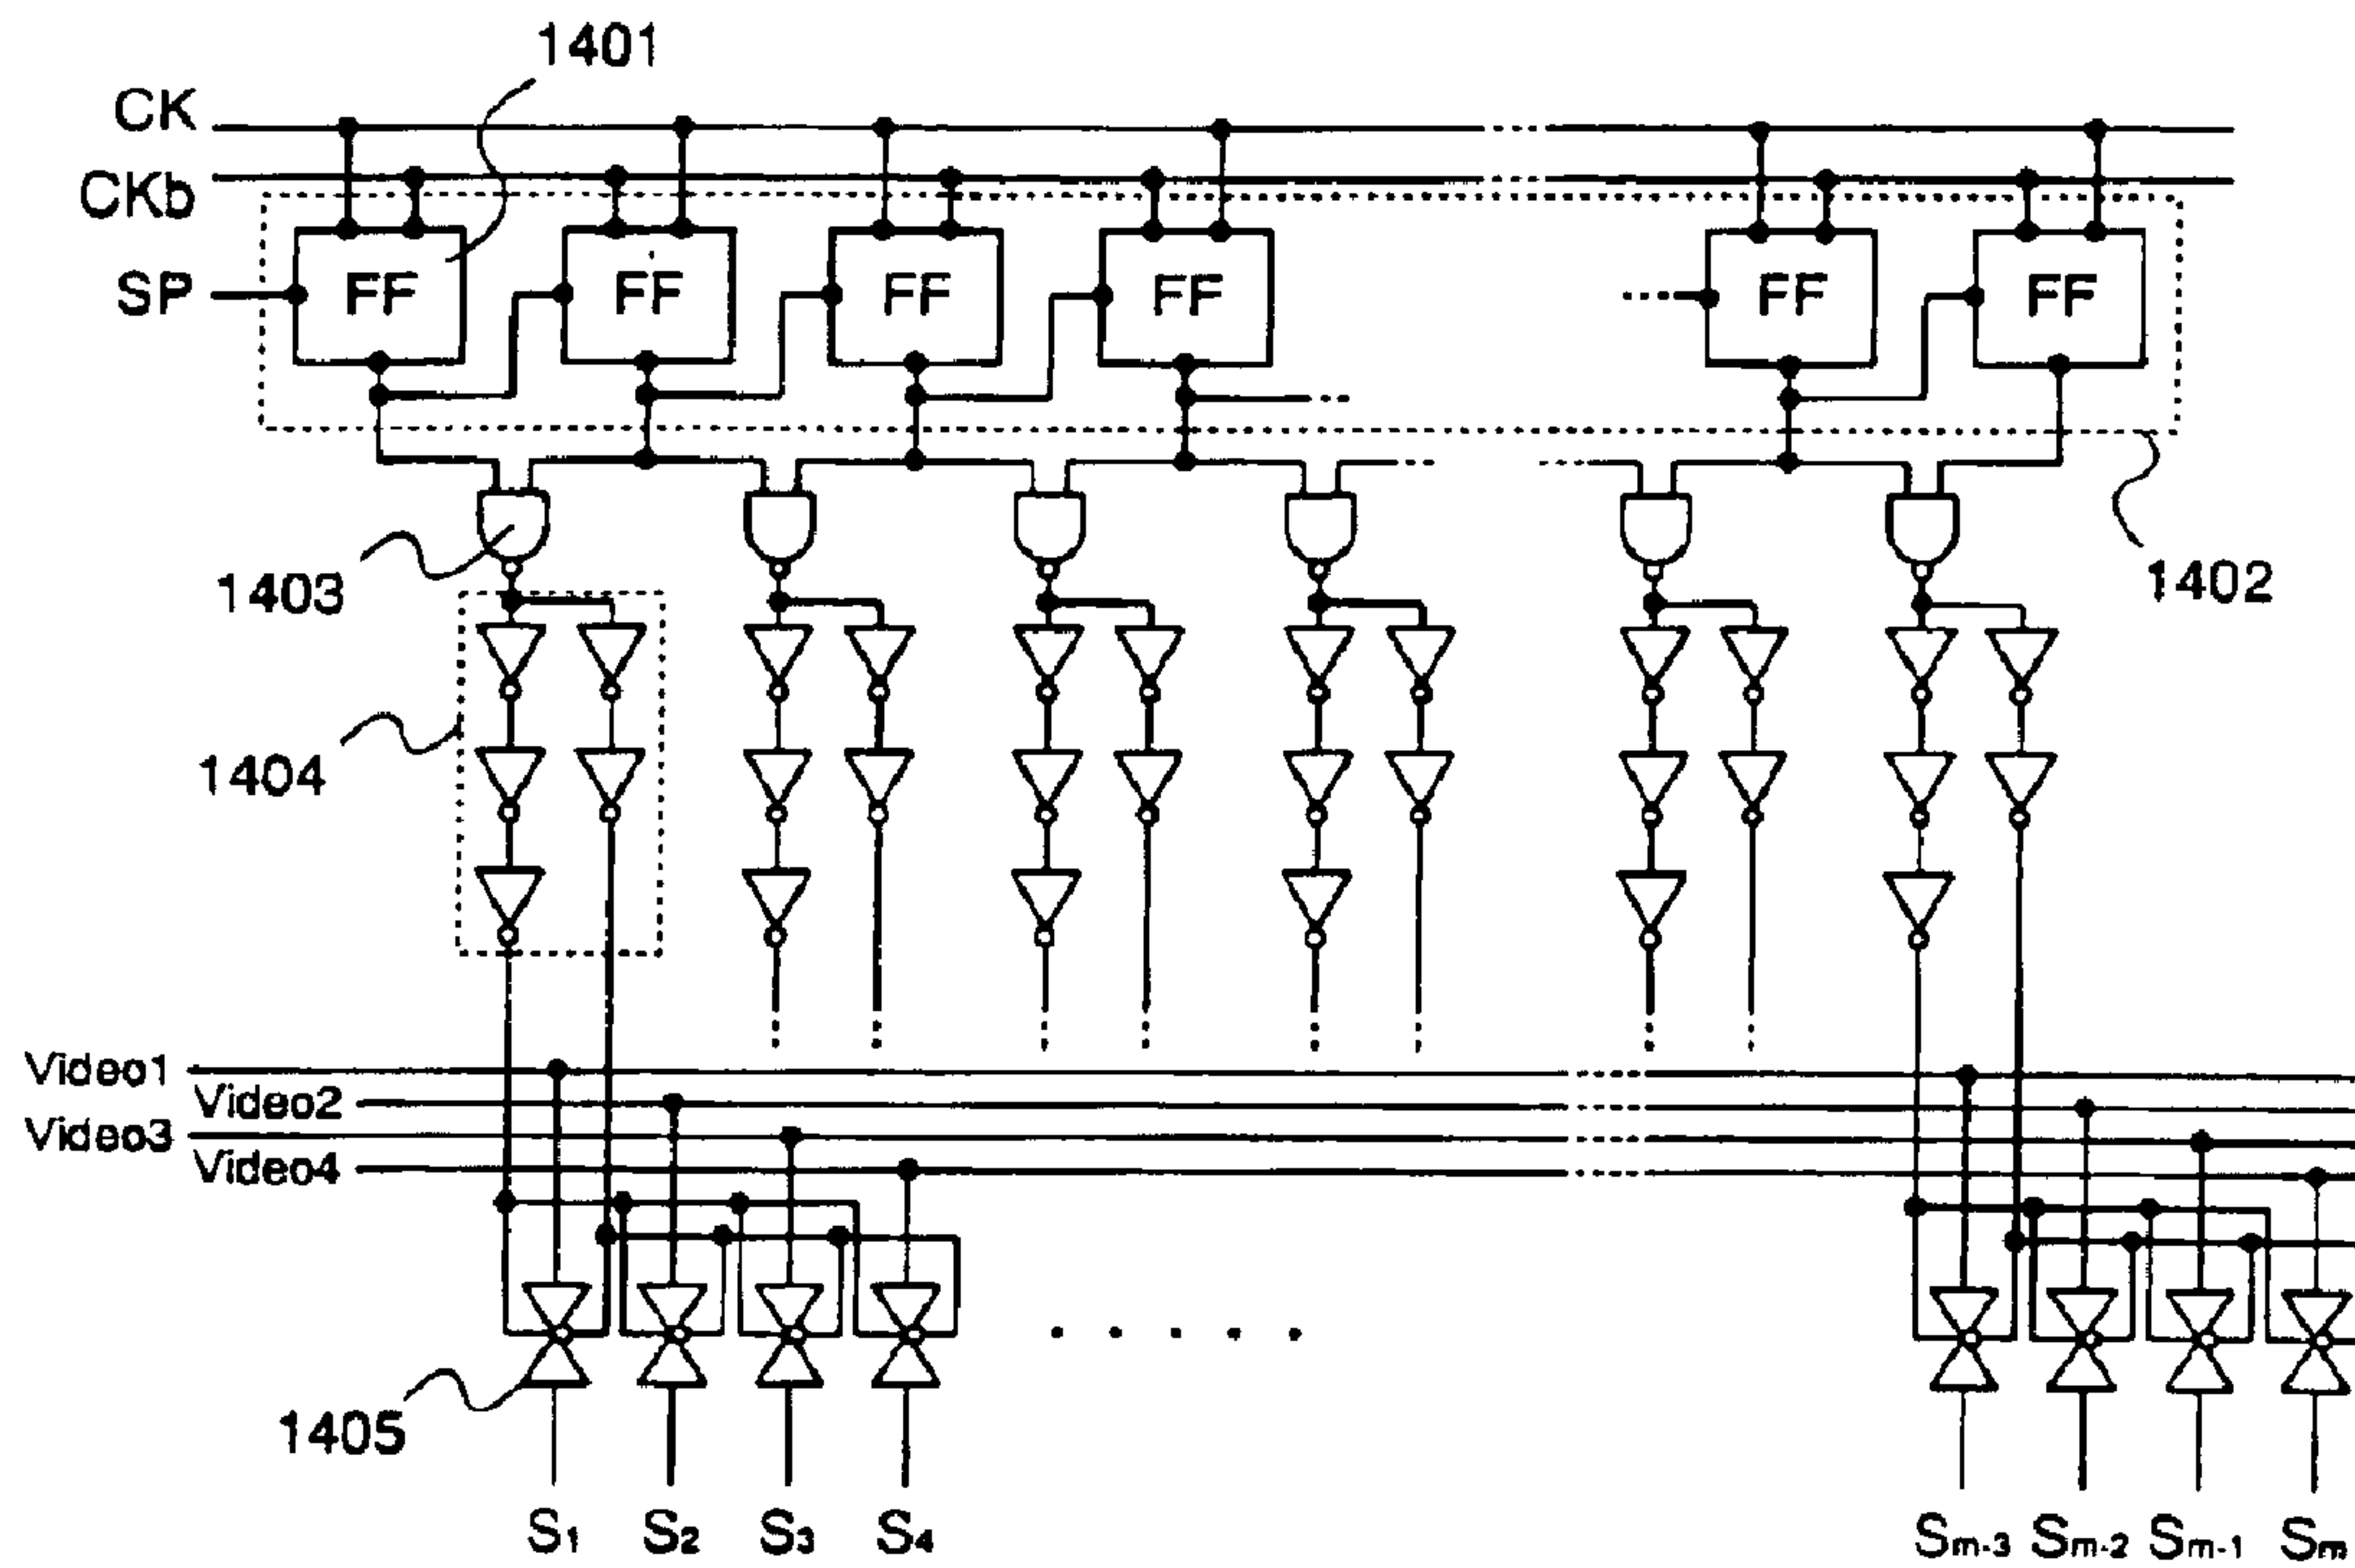 1401
CK
CKb
SP
FF FF FF FF FF FF
1403
1402
1404
Video1
Video2
Video3
Video4
1405
S1 S2 S3 S4 Sm-3 Sm-2 Sm-1 Sm